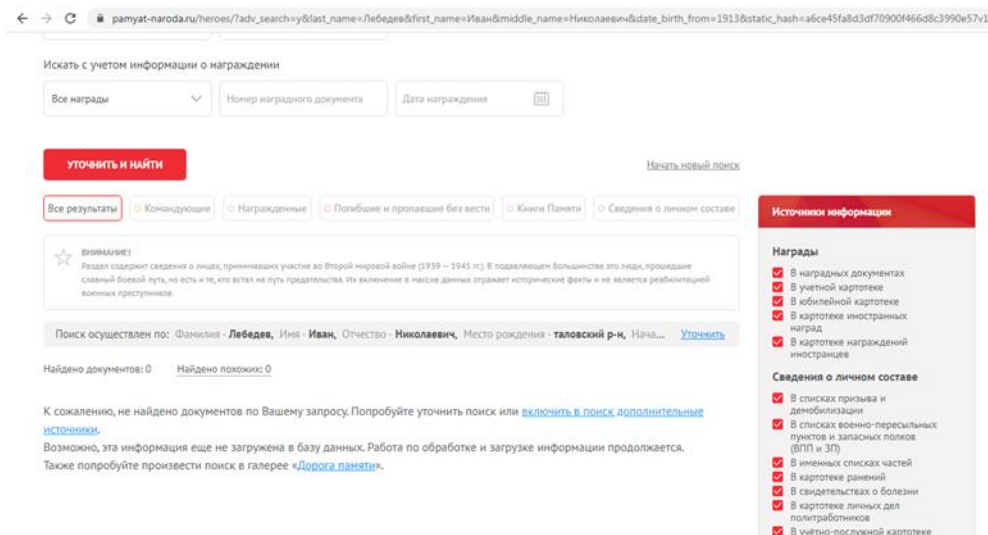 pamyat-naroda.ru/heroes/?adv_search=y&last_name=Лебедев&first_name=Иван&middle_name=Николаевич&date_birth_from=1913&static_hash=a6ce45fa8d3df70900f466d8c3990e57v1
Искать с учетом информации о награждении
Все награды
Номер наградного документа
Дата награждения
УТОЧНИТЬ И НАЙТИ
Начать новый поиск
Все результаты
Командующие
Награжденные
Погибшие и пропавшие без вести
Книги Памяти
Сведения о личном составе
ВНИМАНИЕ!
Раздел содержит сведения о лицах, принимавших участие во Второй мировой войне (1939 — 1945 гг.). В подавляющем большинстве это люди, прошедшие
славный боевой путь, но есть и те, кто встал на путь предательства. Их включение в массив данных отражает исторические факты и не является реабилитацией
военных преступников.
Поиск осуществлен по: Фамилия - Лебедев, Имя - Иван, Отчество - Николаевич, Место рождения - таловский р-н, Нача... Уточнить
Найдено документов: 0 Найдено похожих: 0
К сожалению, не найдено документов по Вашему запросу. Попробуйте уточнить поиск или включить в поиск дополнительные
источники.
Возможно, эта информация еще не загружена в базу данных. Работа по обработке и загрузке информации продолжается.
Также попробуйте произвести поиск в галерее «Дорога памяти».
Источники информации
Награды
В наградных документах
В учетной картотеке
В юбилейной картотеке
В картотеке иностранных
наград
В картотеке награждений
иностранцев
Сведения о личном составе
В списках призыва и
демобилизации
В списках военно-пересыльных
пунктов и запасных полков
(ВПП и ЗП)
В именных списках частей
В картотеке ранений
В свидетельствах о болезни
В картотеке личных дел
политработников
В учётно-послужной картотеке